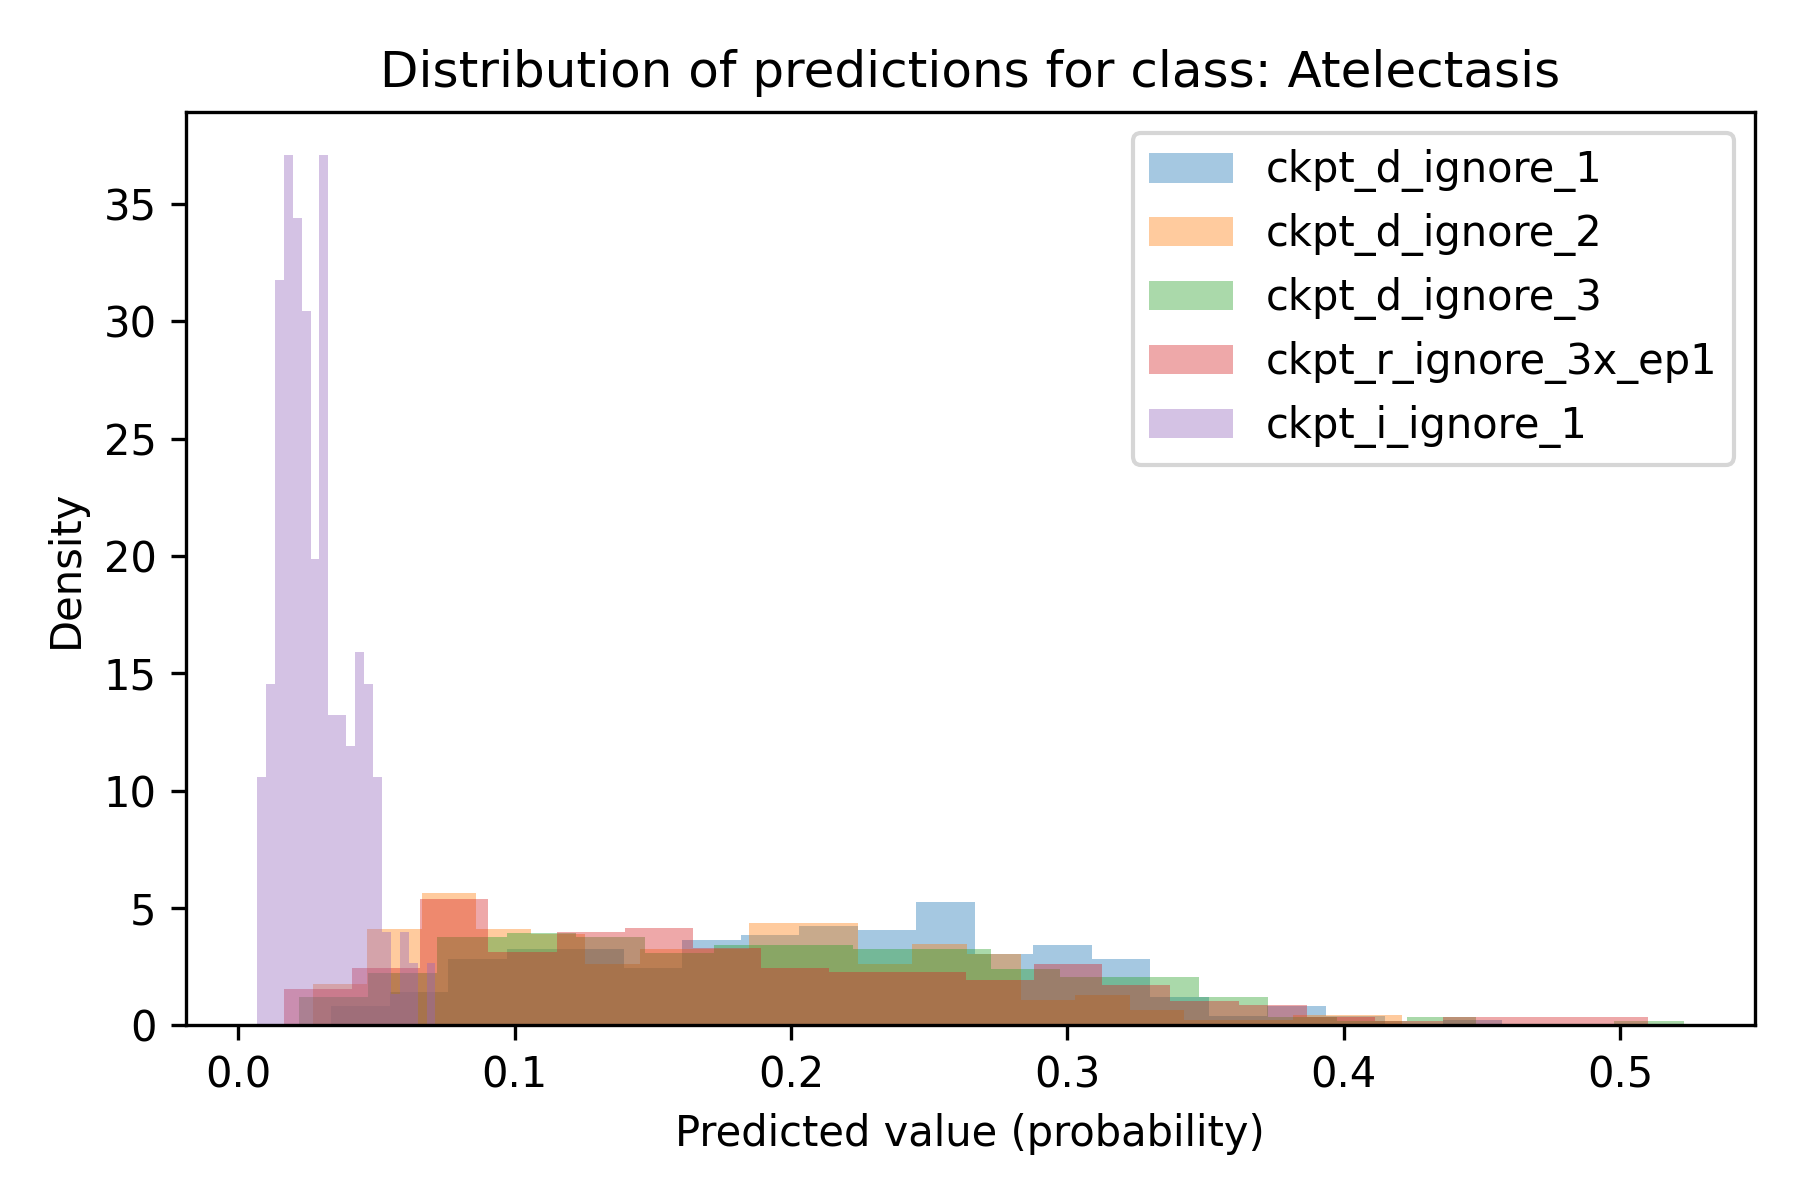 Distribution of predictions for class: Atelectasis
ckpt_d_ignore_1
ckpt_d_ignore_2
ckpt_d_ignore_3
ckpt_r_ignore_3x_ep1
ckpt_i_ignore_1
Density
35
30
25
20
15
10
5
0
0.0 0.1 0.2 0.3 0.4 0.5
Predicted value (probability)